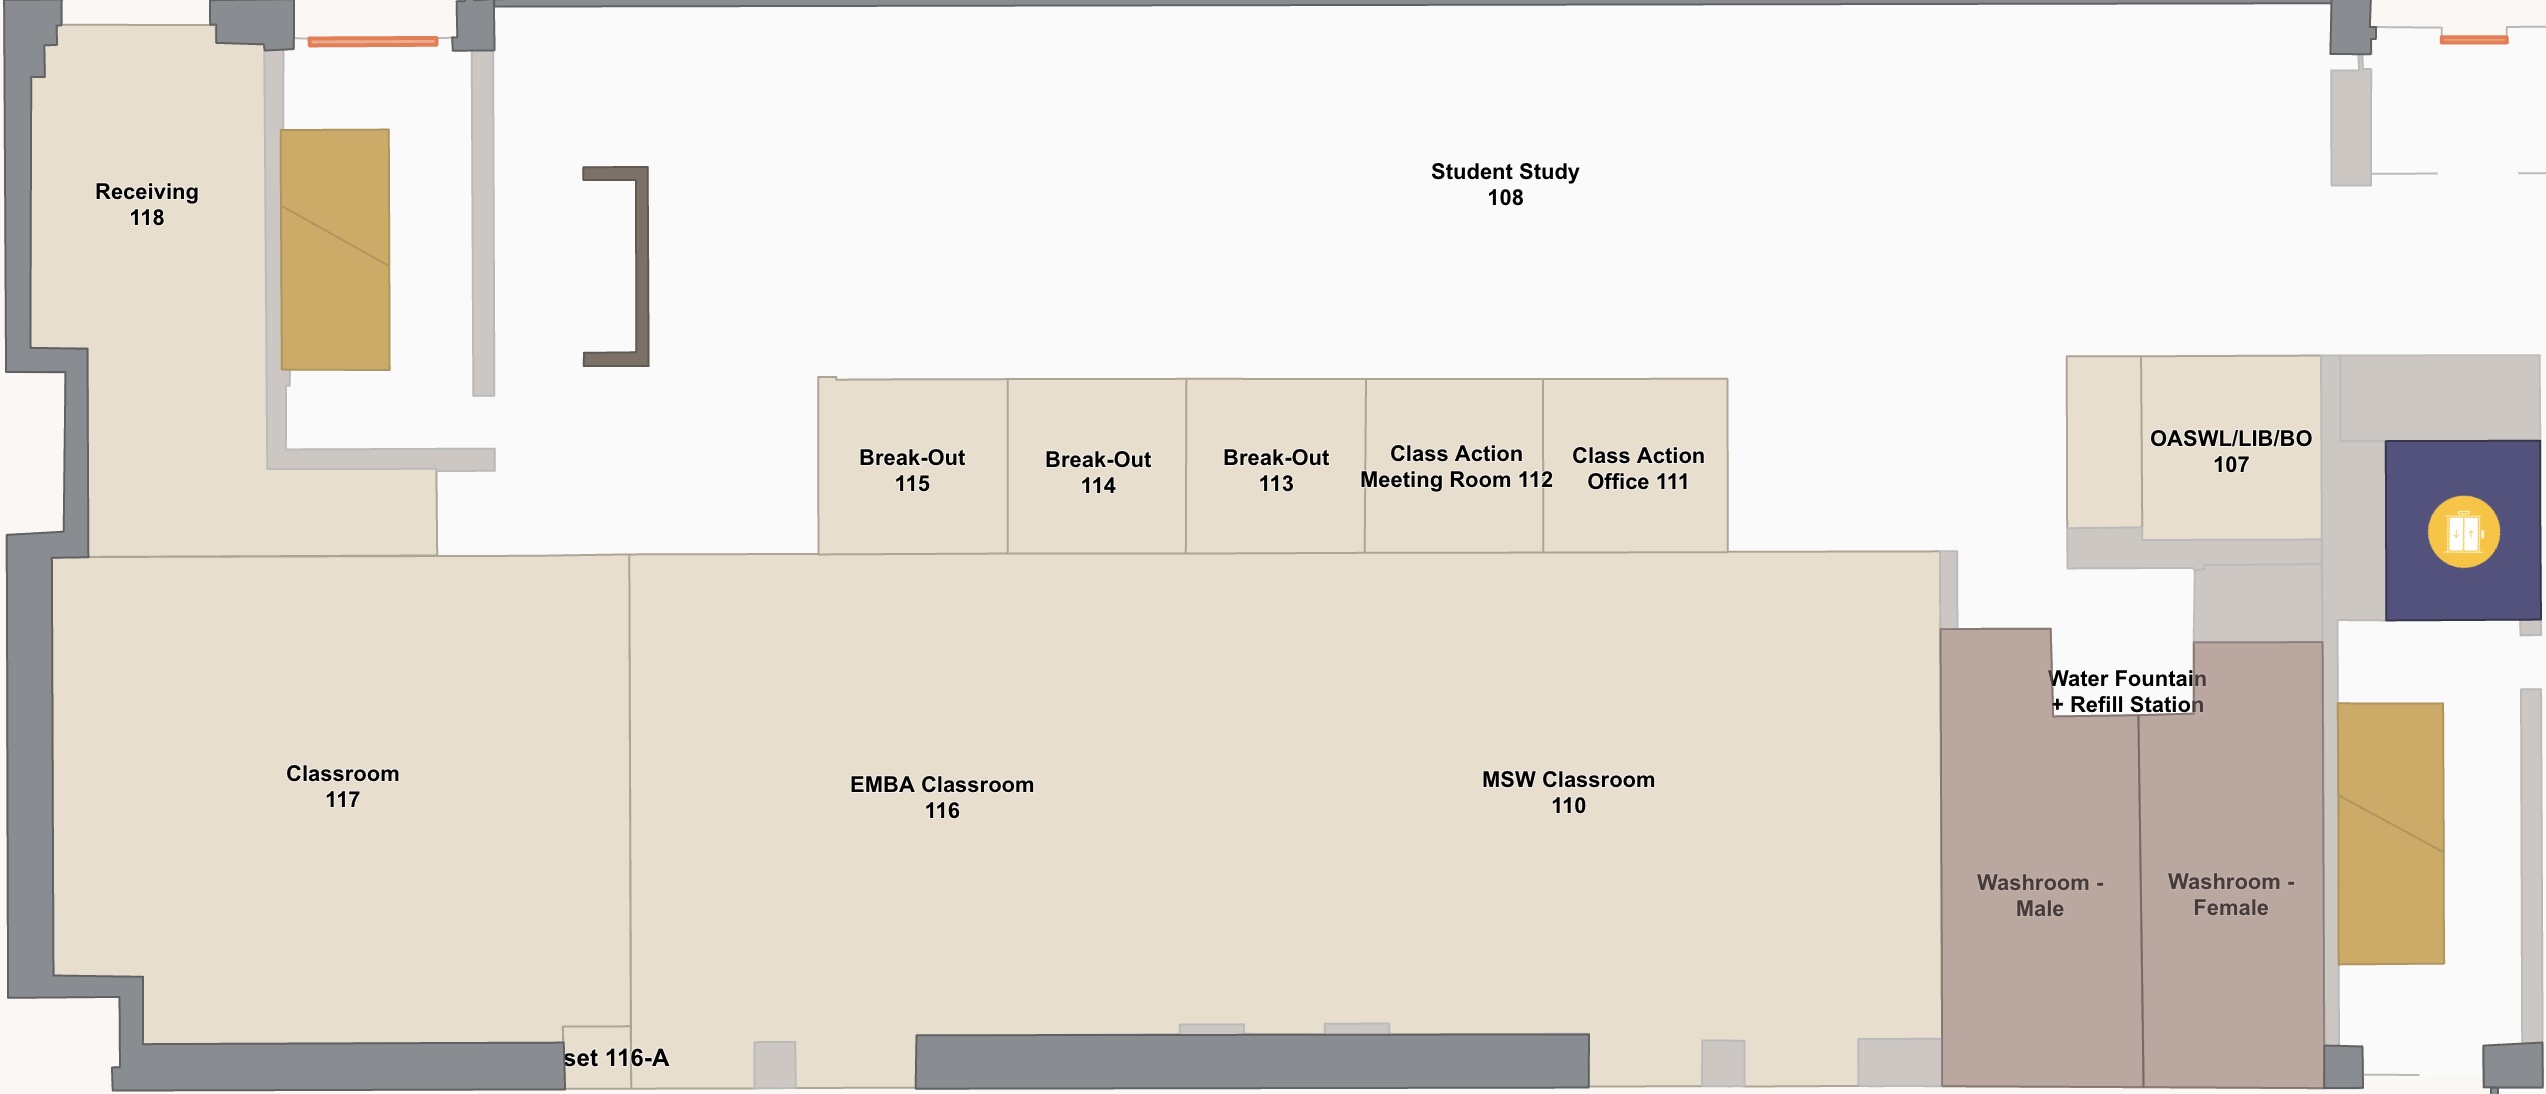 Receiving
118
Student Study
108
Break-Out
115
Break-Out
114
Break-Out
113
Class Action
Meeting Room 112
Class Action
Office 111
OASWL/LIB/BO
107
Water Fountain
+ Refill Station
Classroom
117
EMBA Classroom
116
MSW Classroom
110
Washroom -
Male
Washroom -
Female
set 116-A